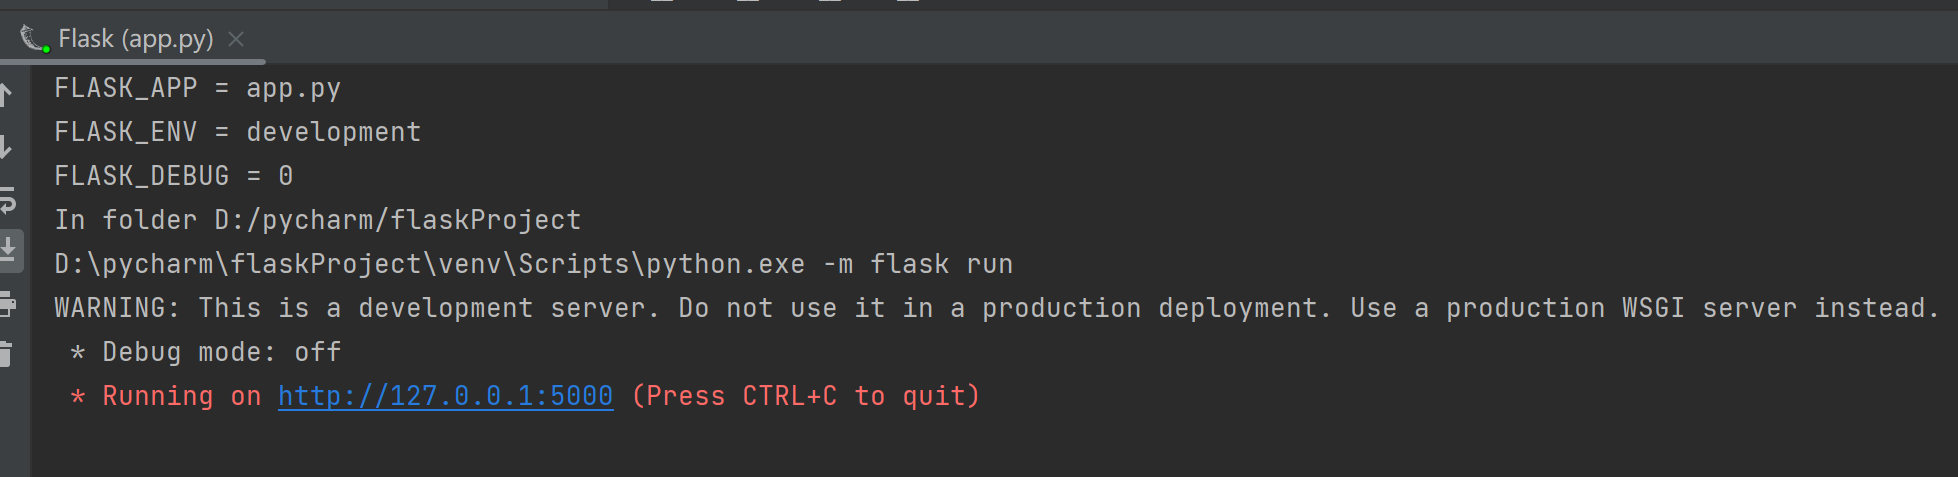 Flask (app.py)
FLASK_APP = app.py
FLASK_ENV = development
FLASK_DEBUG = 0
In folder D:/pycharm/flaskProject
D:\pycharm\flaskProject\venv\Scripts\python.exe -m flask run
WARNING: This is a development server. Do not use it in a production deployment. Use a production WSGI server instead.
 * Debug mode: off
 * Running on http://127.0.0.1:5000 (Press CTRL+C to quit)